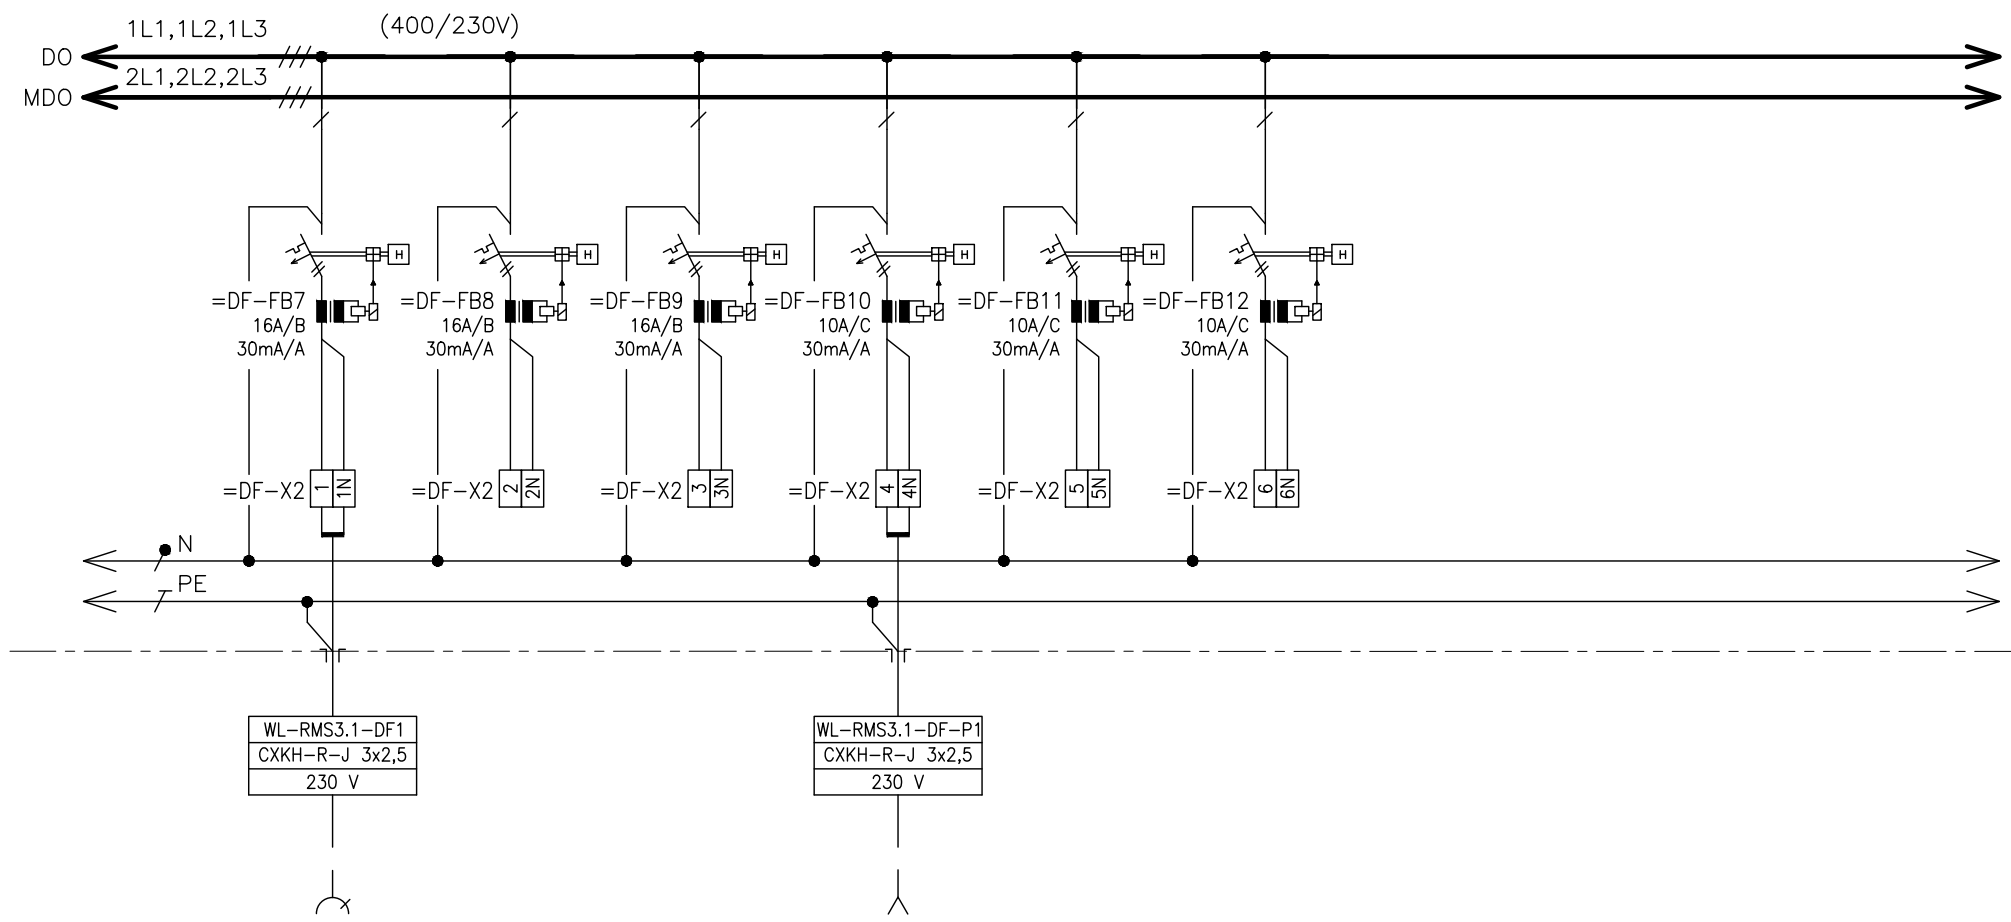 1L1,1L2,1L3 (400/230V)
DO
2L1,2L2,2L3
MDO
H H H H H H
=DF-FB7 =DF-FB8 =DF-FB9 =DF-FB10 =DF-FB11 =DF-FB12
16A/B 16A/B 16A/B 10A/C 10A/C 10A/C
30mA/A 30mA/A 30mA/A 30mA/A 30mA/A 30mA/A
=DF-X2 1 1N =DF-X2 2 2N =DF-X2 3 3N =DF-X2 4 4N =DF-X2 5 5N =DF-X2 6 6N
N
PE
WL-RMS3.1-DF1 WL-RMS3.1-DF-P1
CXKH-R-J 3x2,5 CXKH-R-J 3x2,5
230 V 230 V